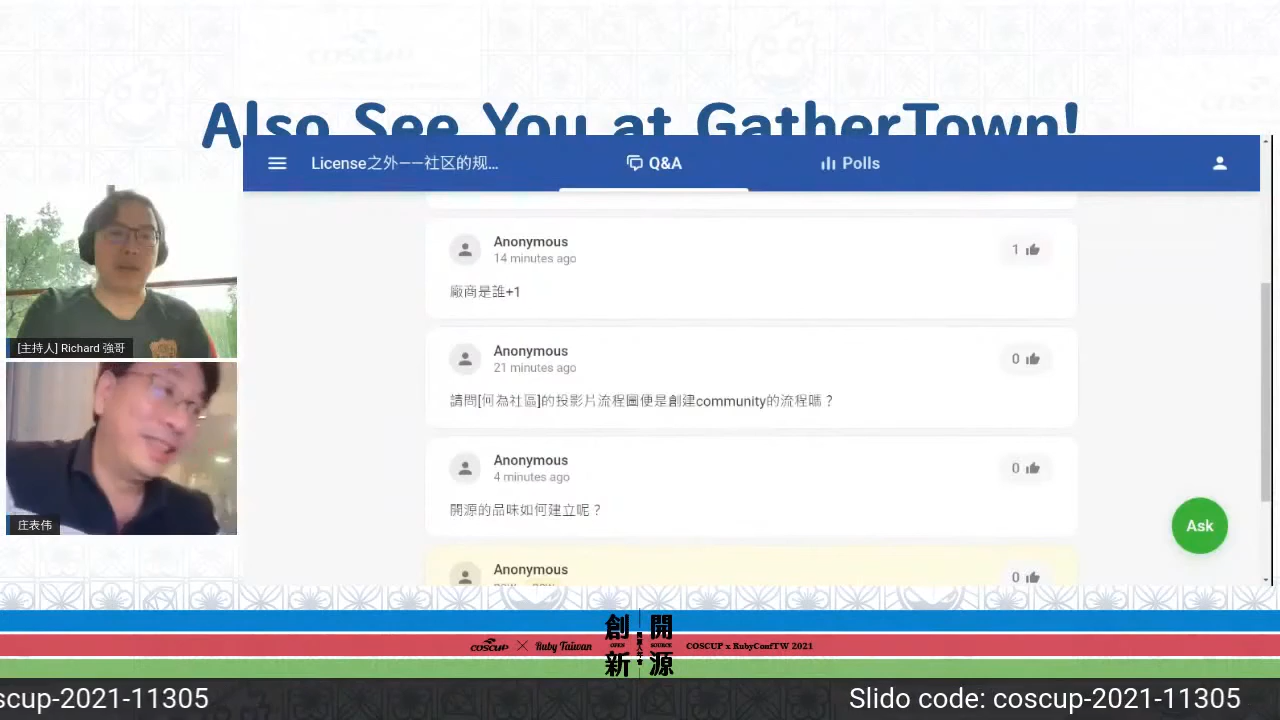 Also See You at GatherTown!
License之外——社区的规...
Q&A
Polls
Anonymous
14 minutes ago
1
廠商是誰+1
Anonymous
21 minutes ago
0
請問[何為社區]的投影片流程圖便是創建community的流程嗎？
Anonymous
4 minutes ago
0
開源的品味如何建立呢？
Anonymous
0
Ask
[主持人] Richard 強哥
庄表伟
COSCUP × Ruby Taiwan
創 開
OPEN SOURCE
新 源
COSCUP x RubyConfTW 2021
scup-2021-11305
Slido code: coscup-2021-11305